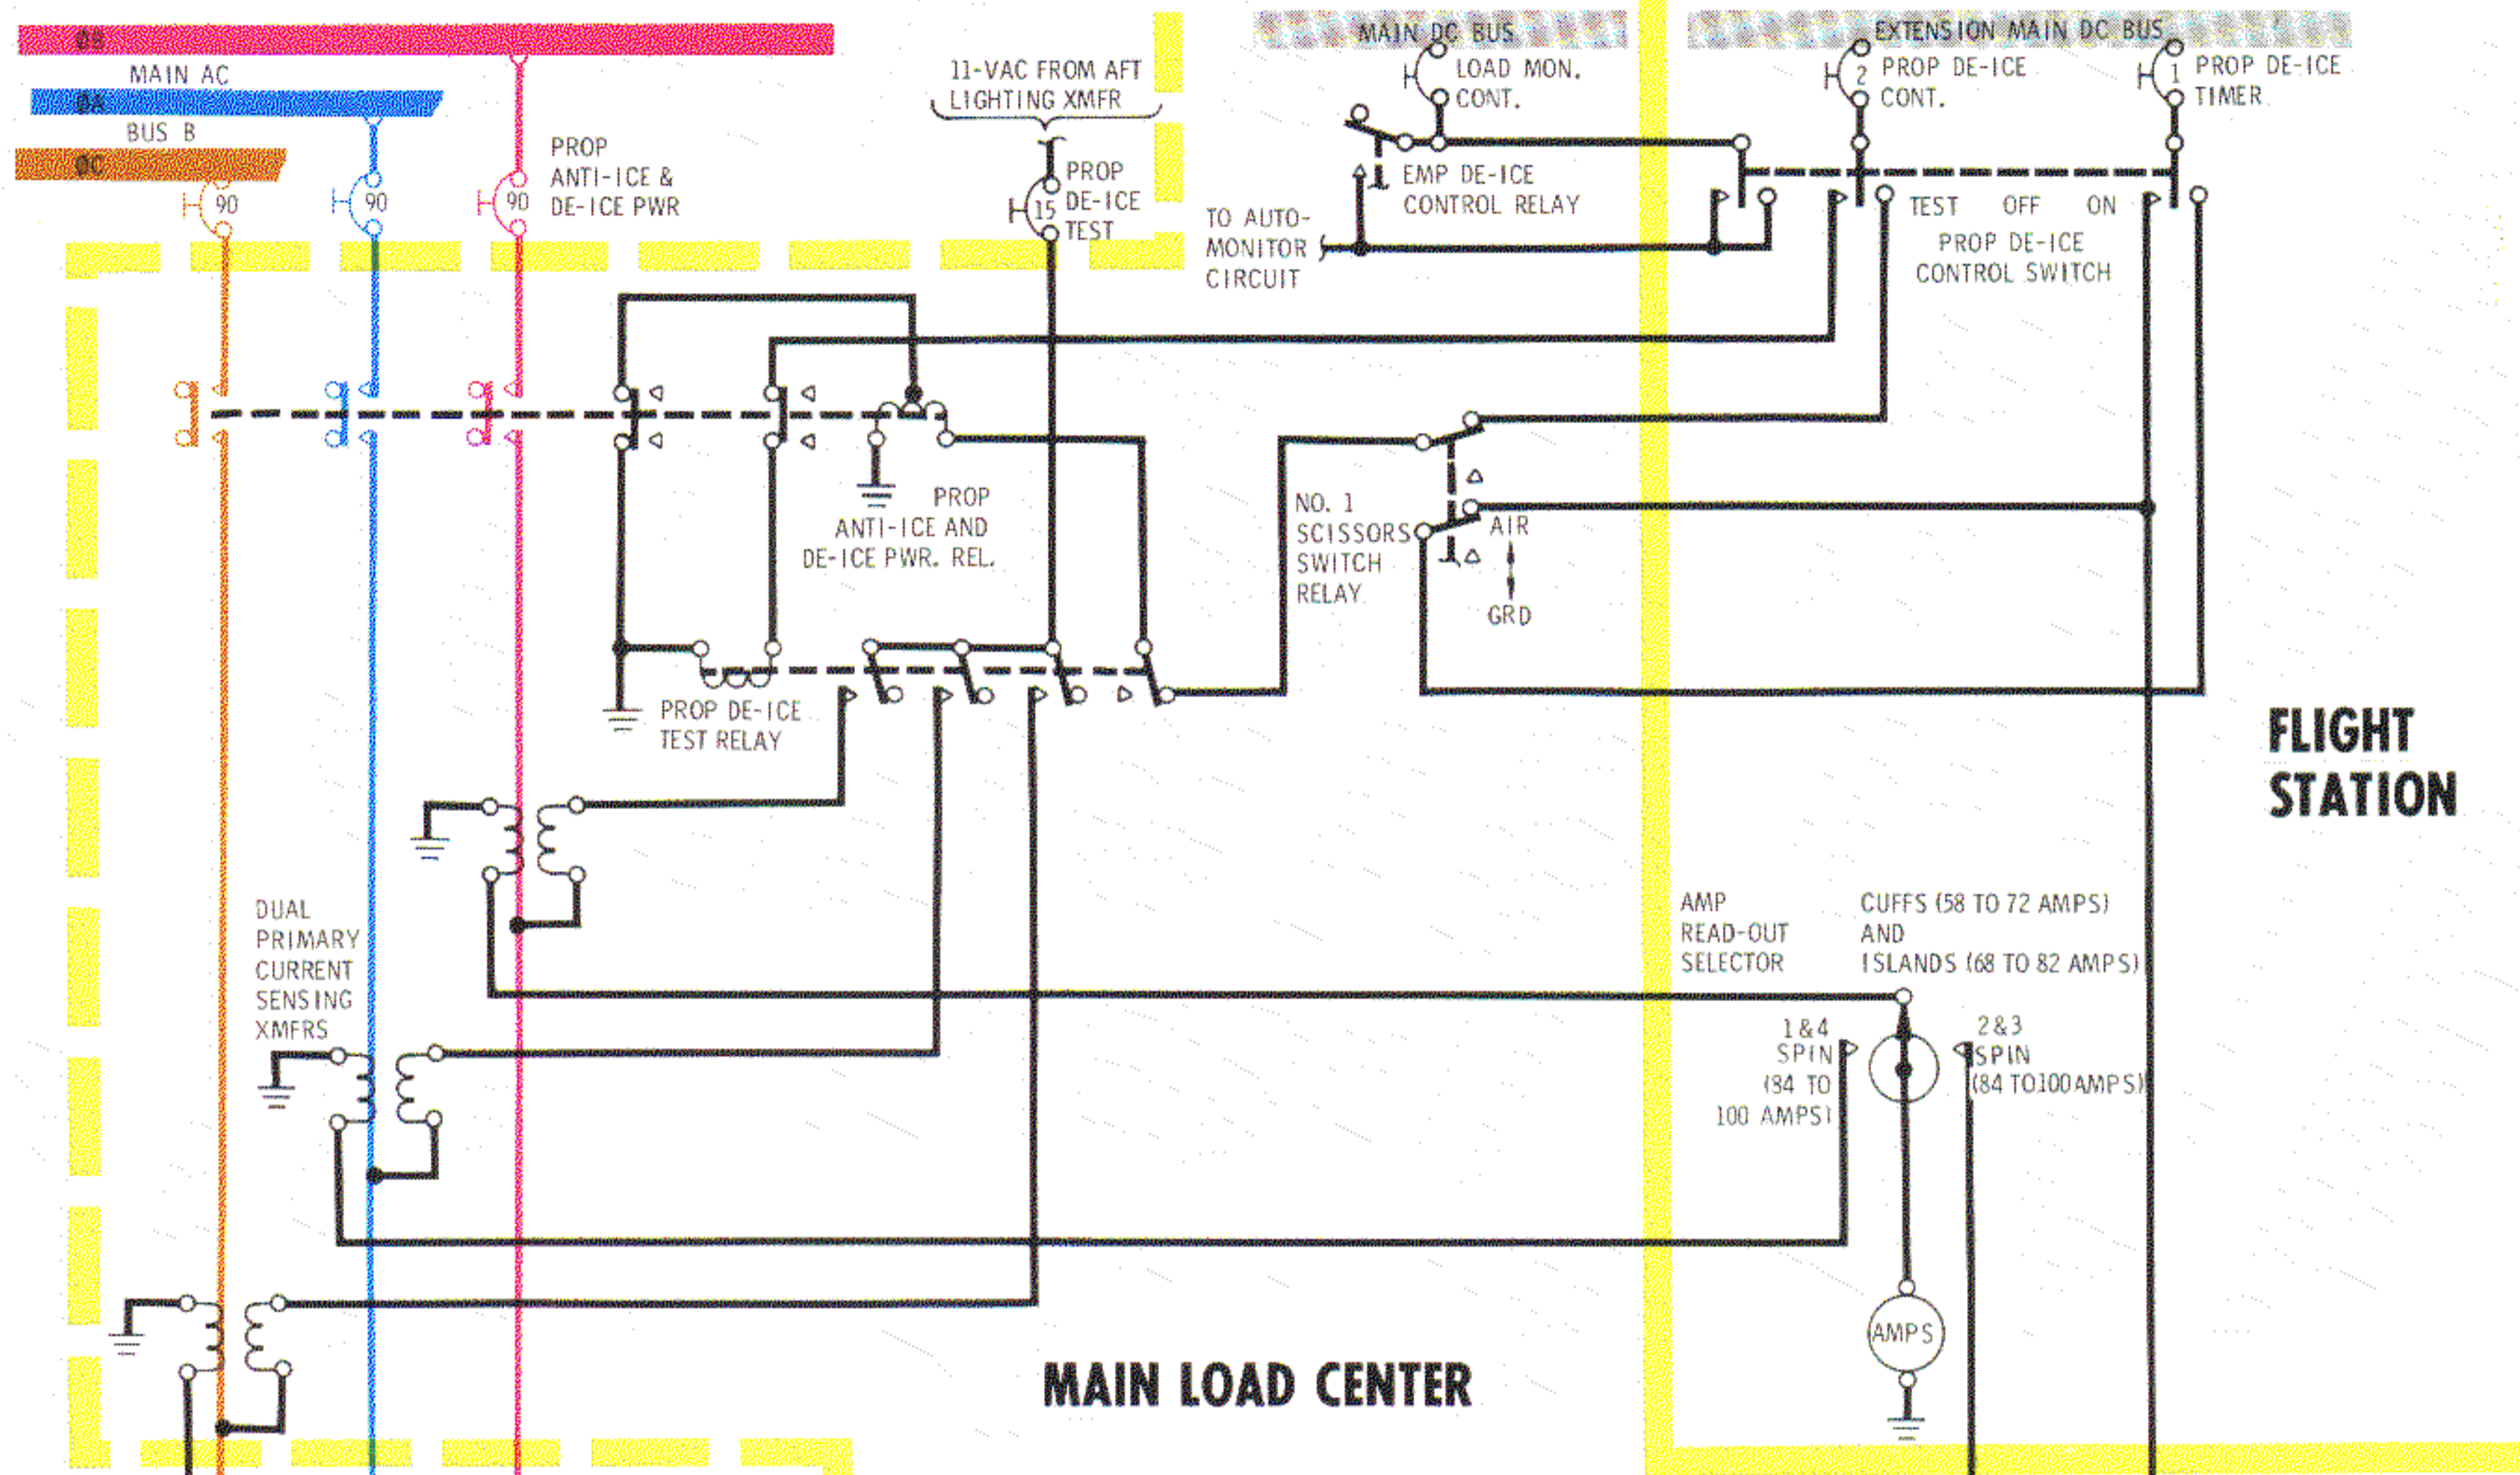 ØB
MAIN AC
ØA
BUS B
ØC
90
90
90
PROP
ANTI-ICE &
DE-ICE PWR
11-VAC FROM AFT
LIGHTING XMFR
15
PROP
DE-ICE
TEST
MAIN DC BUS
LOAD MON.
CONT.
EMP DE-ICE
CONTROL RELAY
TO AUTO-
MONITOR
CIRCUIT
EXTENSION MAIN DC BUS
2
PROP DE-ICE
CONT.
1
PROP DE-ICE
TIMER
TEST OFF ON
PROP DE-ICE
CONTROL SWITCH
PROP
ANTI-ICE AND
DE-ICE PWR. REL.
NO. 1
SCISSORS
SWITCH
RELAY
AIR
GRD
PROP DE-ICE
TEST RELAY
FLIGHT
STATION
DUAL
PRIMARY
CURRENT
SENSING
XMFRS
AMP
READ-OUT
SELECTOR
CUFFS (58 TO 72 AMPS)
AND
ISLANDS (68 TO 82 AMPS)
1&4
SPIN
(84 TO
100 AMPS)
2&3
SPIN
(84 TO100AMPS)
AMPS
MAIN LOAD CENTER